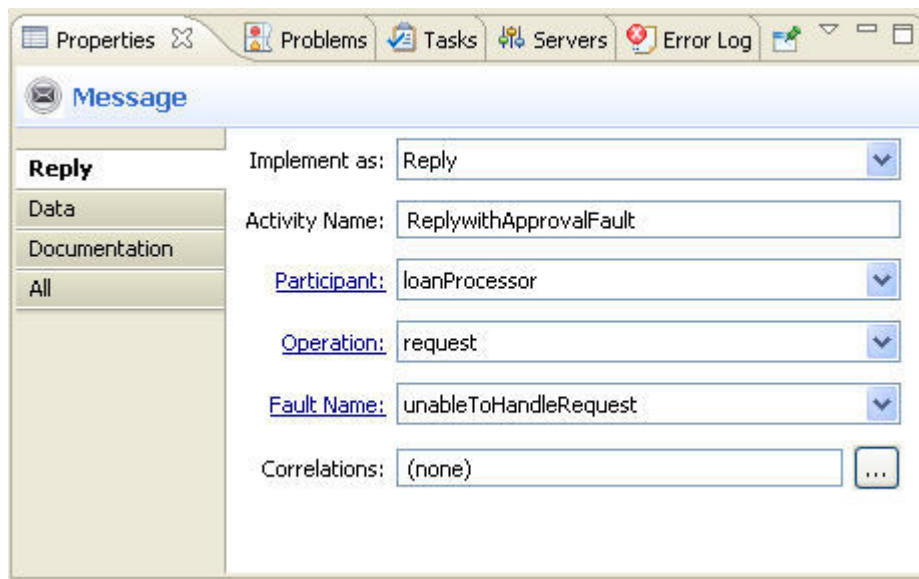 Properties Problems Tasks Servers Error Log
Message
Reply
Data
Documentation
All
Implement as: Reply
Activity Name: ReplywithApprovalFault
Participant: loanProcessor
Operation: request
Fault Name: unableToHandleRequest
Correlations: (none) ...